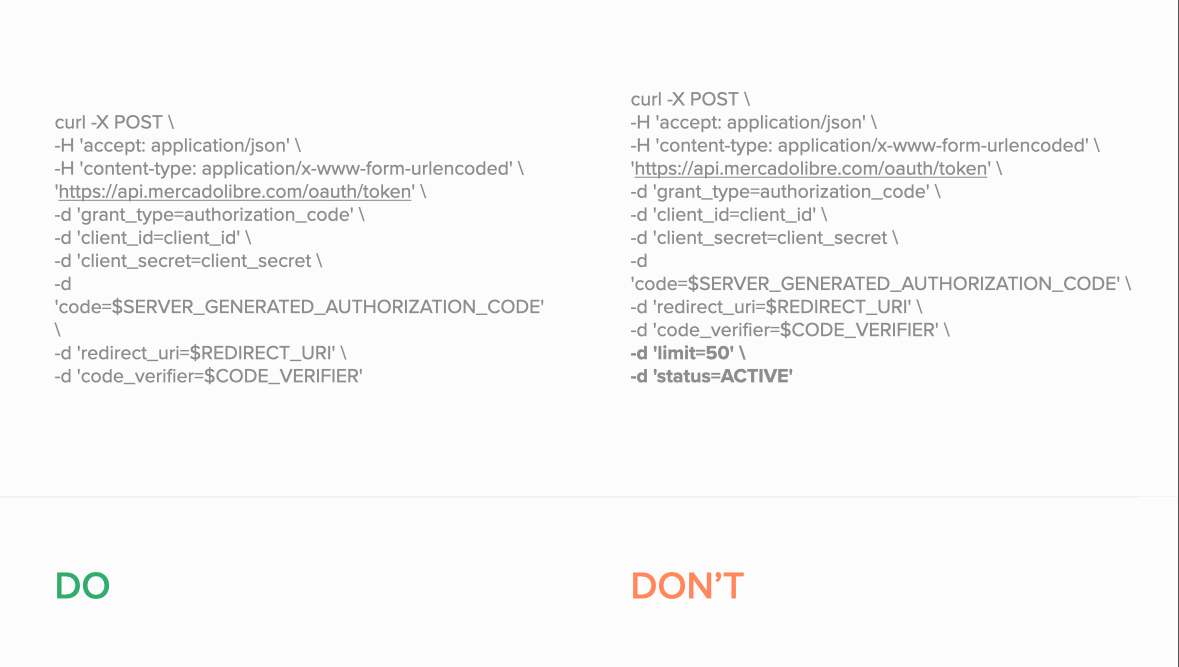 curl -X POST \
-H 'accept: application/json' \
-H 'content-type: application/x-www-form-urlencoded' \
'https://api.mercadolibre.com/oauth/token' \
-d 'grant_type=authorization_code' \
-d 'client_id=client_id' \
-d 'client_secret=client_secret \
-d
'code=$SERVER_GENERATED_AUTHORIZATION_CODE'
\
-d 'redirect_uri=$REDIRECT_URI' \
-d 'code_verifier=$CODE_VERIFIER'
curl -X POST \
-H 'accept: application/json' \
-H 'content-type: application/x-www-form-urlencoded' \
'https://api.mercadolibre.com/oauth/token' \
-d 'grant_type=authorization_code' \
-d 'client_id=client_id' \
-d 'client_secret=client_secret \
-d
'code=$SERVER_GENERATED_AUTHORIZATION_CODE' \
-d 'redirect_uri=$REDIRECT_URI' \
-d 'code_verifier=$CODE_VERIFIER' \
-d 'limit=50' \
-d 'status=ACTIVE'
DO
DON’T